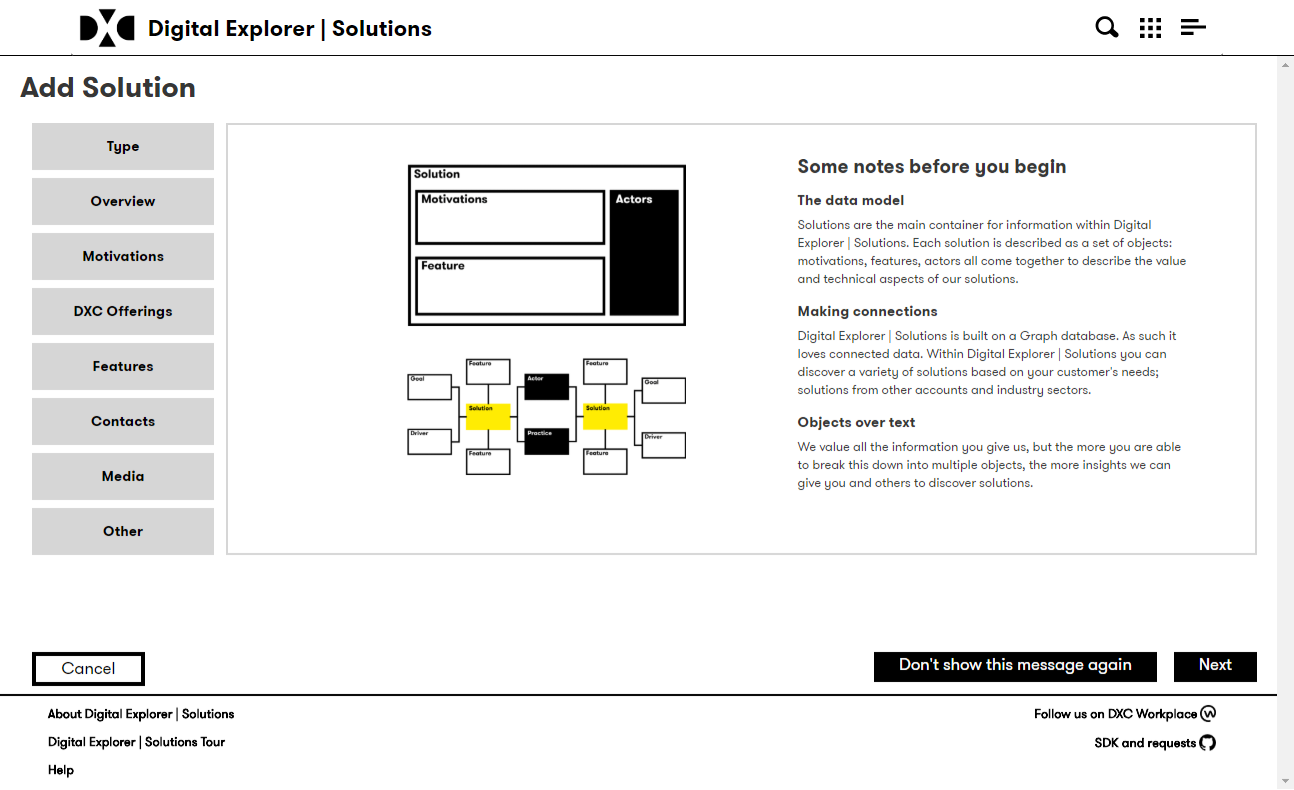 DXC Digital Explorer | Solutions
Add Solution
Type
Overview
Motivations
DXC Offerings
Features
Contacts
Media
Other
Solution
Motivations
Actors
Feature
Feature
Feature
Goal
Actor
Goal
Solution
Solution
Driver
Practice
Driver
Feature
Feature
Some notes before you begin
The data model
Solutions are the main container for information within Digital
Explorer | Solutions. Each solution is described as a set of objects:
motivations, features, actors all come together to describe the value
and technical aspects of our solutions.
Making connections
Digital Explorer | Solutions is built on a Graph database. As such it
loves connected data. Within Digital Explorer | Solutions you can
discover a variety of solutions based on your customer's needs;
solutions from other accounts and industry sectors.
Objects over text
We value all the information you give us, but the more you are able
to break this down into multiple objects, the more insights we can
give you and others to discover solutions.
Cancel
Don't show this message again
Next
About Digital Explorer | Solutions
Digital Explorer | Solutions Tour
Help
Follow us on DXC Workplace
SDK and requests